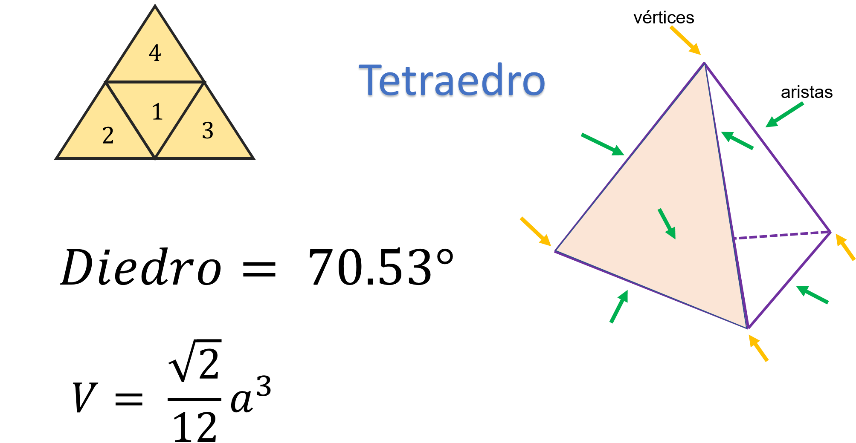 Tetraedro
4
2 1 3
vértices
aristas
Diedro = 70.53°
V = √2/12 a³